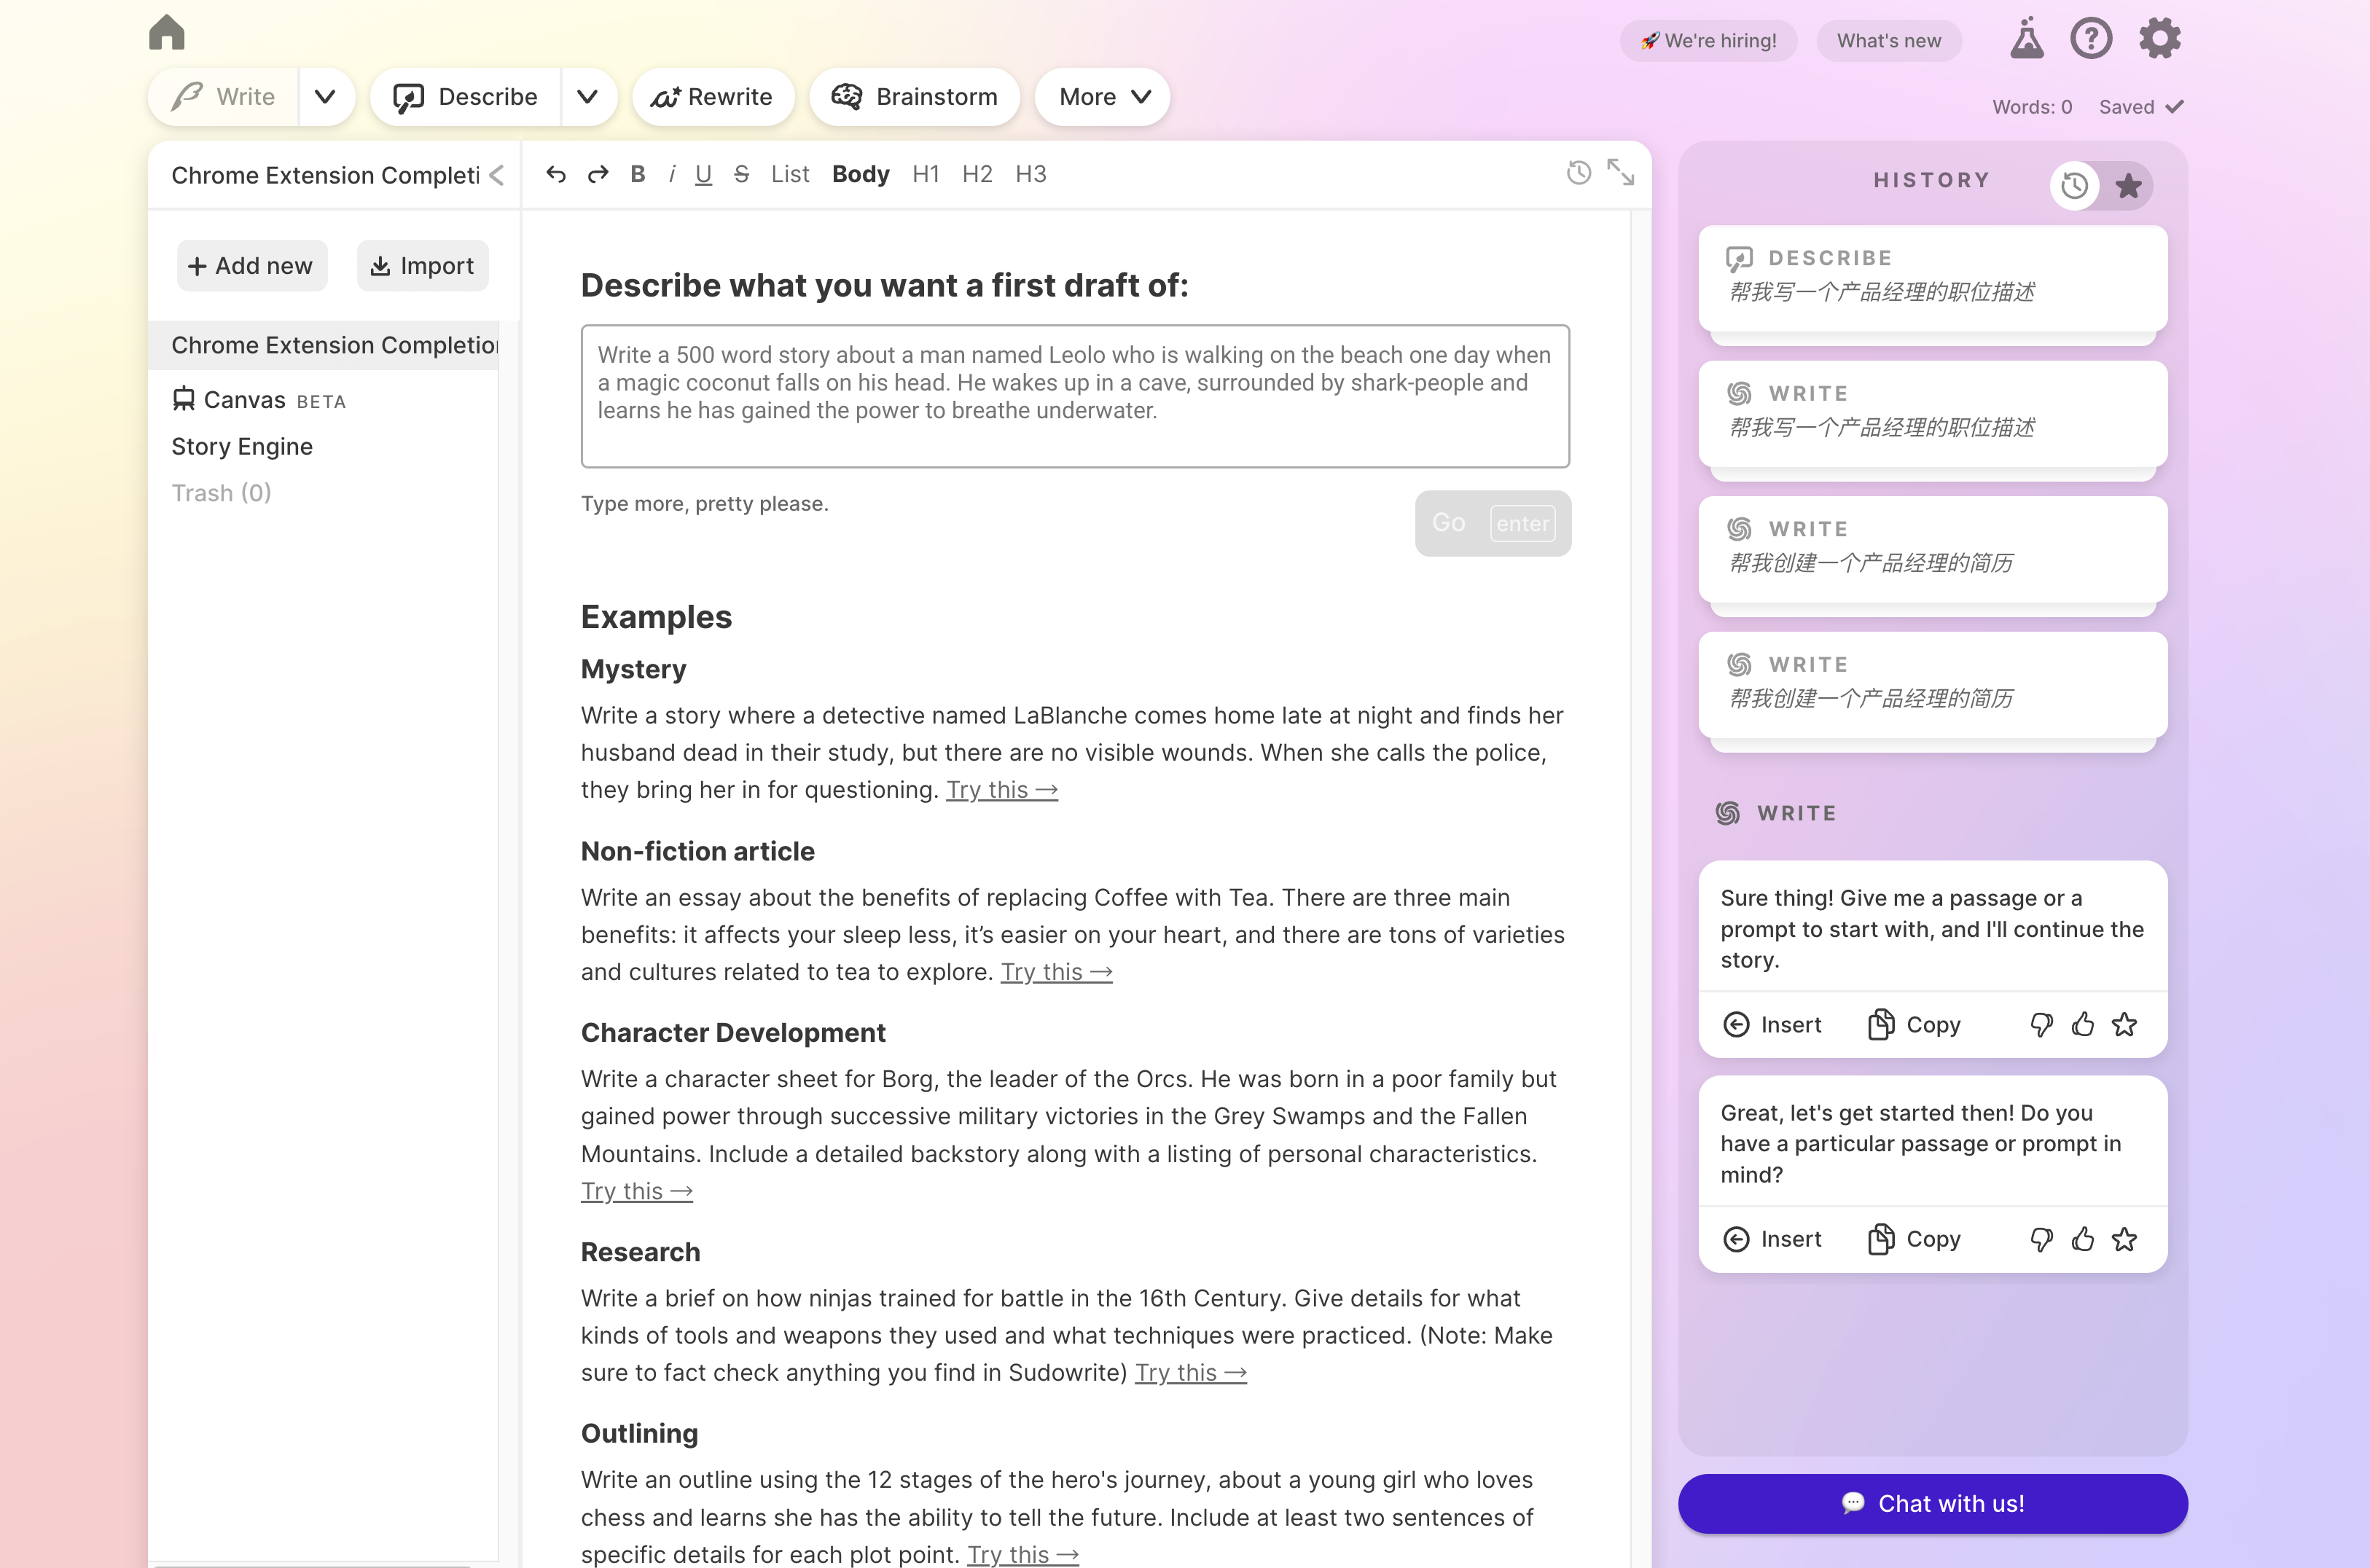 🚀 We're hiring!
What's new
Write
Describe
Rewrite
Brainstorm
More
Words: 0
Saved
Chrome Extension Completi
B i U S List Body H1 H2 H3
+ Add new
Import
Chrome Extension Completion
Canvas BETA
Story Engine
Trash (0)
Describe what you want a first draft of:
Write a 500 word story about a man named Leolo who is walking on the beach one day when
a magic coconut falls on his head. He wakes up in a cave, surrounded by shark-people and
learns he has gained the power to breathe underwater.
Type more, pretty please.
Go enter
Examples
Mystery
Write a story where a detective named LaBlanche comes home late at night and finds her
husband dead in their study, but there are no visible wounds. When she calls the police,
they bring her in for questioning. Try this →
Non-fiction article
Write an essay about the benefits of replacing Coffee with Tea. There are three main
benefits: it affects your sleep less, it’s easier on your heart, and there are tons of varieties
and cultures related to tea to explore. Try this →
Character Development
Write a character sheet for Borg, the leader of the Orcs. He was born in a poor family but
gained power through successive military victories in the Grey Swamps and the Fallen
Mountains. Include a detailed backstory along with a listing of personal characteristics.
Try this →
Research
Write a brief on how ninjas trained for battle in the 16th Century. Give details for what
kinds of tools and weapons they used and what techniques were practiced. (Note: Make
sure to fact check anything you find in Sudowrite) Try this →
Outlining
Write an outline using the 12 stages of the hero's journey, about a young girl who loves
chess and learns she has the ability to tell the future. Include at least two sentences of
specific details for each plot point. Try this →
HISTORY
DESCRIBE
帮我写一个产品经理的职位描述
WRITE
帮我写一个产品经理的职位描述
WRITE
帮我创建一个产品经理的简历
WRITE
帮我创建一个产品经理的简历
WRITE
Sure thing! Give me a passage or a
prompt to start with, and I'll continue the
story.
Insert
Copy
Great, let's get started then! Do you
have a particular passage or prompt in
mind?
Insert
Copy
Chat with us!